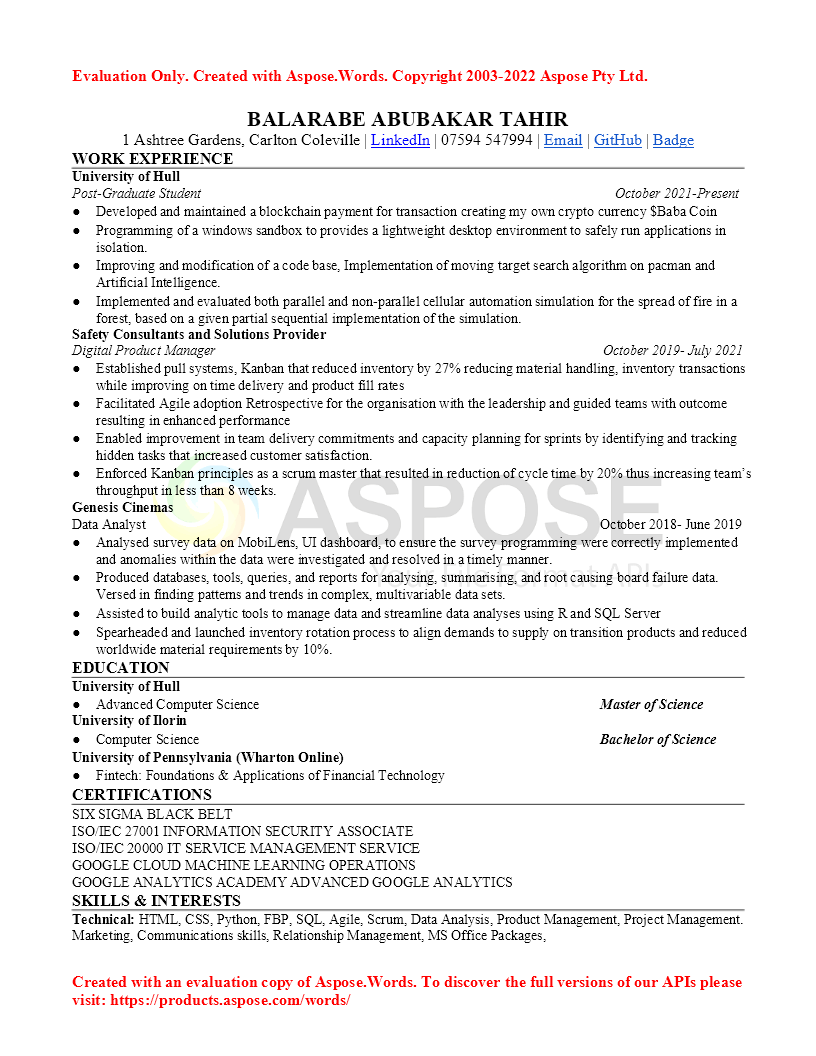 Evaluation Only. Created with Aspose.Words. Copyright 2003-2022 Aspose Pty Ltd.
BALARABE ABUBAKAR TAHIR
1 Ashtree Gardens, Carlton Coleville | LinkedIn | 07594 547994 | Email | GitHub | Badge
WORK EXPERIENCE
University of Hull
Post-Graduate Student October 2021-Present
● Developed and maintained a blockchain payment for transaction creating my own crypto currency $Baba Coin
● Programming of a windows sandbox to provides a lightweight desktop environment to safely run applications in
isolation.
● Improving and modification of a code base, Implementation of moving target search algorithm on pacman and
Artificial Intelligence.
● Implemented and evaluated both parallel and non-parallel cellular automation simulation for the spread of fire in a
forest, based on a given partial sequential implementation of the simulation.
Safety Consultants and Solutions Provider
Digital Product Manager October 2019- July 2021
● Established pull systems, Kanban that reduced inventory by 27% reducing material handling, inventory transactions
while improving on time delivery and product fill rates
● Facilitated Agile adoption Retrospective for the organisation with the leadership and guided teams with outcome
resulting in enhanced performance
● Enabled improvement in team delivery commitments and capacity planning for sprints by identifying and tracking
hidden tasks that increased customer satisfaction.
● Enforced Kanban principles as a scrum master that resulted in reduction of cycle time by 20% thus increasing team's
throughput in less than 8 weeks.
ASPOSE
Your File Format APIs
Genesis Cinemas
Data Analyst October 2018- June 2019
● Analysed survey data on MobiLens, UI dashboard, to ensure the survey programming were correctly implemented
and anomalies within the data were investigated and resolved in a timely manner.
● Produced databases, tools, queries, and reports for analysing, summarising, and root causing board failure data.
Versed in finding patterns and trends in complex, multivariable data sets.
● Assisted to build analytic tools to manage data and streamline data analyses using R and SQL Server
● Spearheaded and launched inventory rotation process to align demands to supply on transition products and reduced
worldwide material requirements by 10%.
EDUCATION
University of Hull
● Advanced Computer Science Master of Science
University of Ilorin
● Computer Science Bachelor of Science
University of Pennsylvania (Wharton Online)
● Fintech: Foundations & Applications of Financial Technology
CERTIFICATIONS
SIX SIGMA BLACK BELT
ISO/IEC 27001 INFORMATION SECURITY ASSOCIATE
ISO/IEC 20000 IT SERVICE MANAGEMENT SERVICE
GOOGLE CLOUD MACHINE LEARNING OPERATIONS
GOOGLE ANALYTICS ACADEMY ADVANCED GOOGLE ANALYTICS
SKILLS & INTERESTS
Technical: HTML, CSS, Python, FBP, SQL, Agile, Scrum, Data Analysis, Product Management, Project Management.
Marketing, Communications skills, Relationship Management, MS Office Packages,
Created with an evaluation copy of Aspose.Words. To discover the full versions of our APIs please
visit: https://products.aspose.com/words/